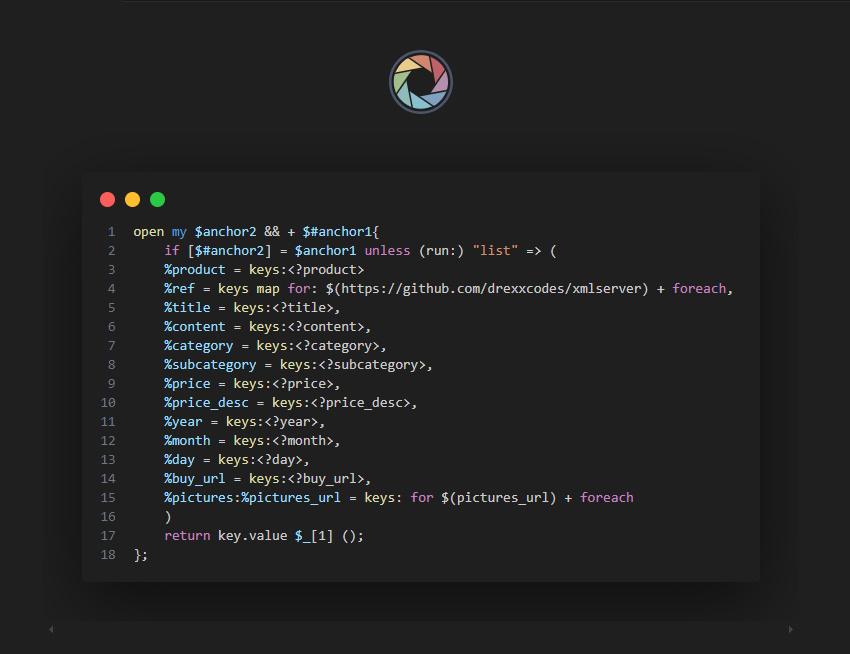 1 open my $anchor2 && + $#anchor1{
2 if [$#anchor2] = $anchor1 unless (run:) "list" => (
3 %product = keys:<?product>
4 %ref = keys map for: $(https://github.com/drexxcodes/xmlserver) + foreach,
5 %title = keys:<?title>,
6 %content = keys:<?content>,
7 %category = keys:<?category>,
8 %subcategory = keys:<?subcategory>,
9 %price = keys:<?price>,
10 %price_desc = keys:<?price_desc>,
11 %year = keys:<?year>,
12 %month = keys:<?month>,
13 %day = keys:<?day>,
14 %buy_url = keys:<?buy_url>,
15 %pictures:%pictures_url = keys: for $(pictures_url) + foreach
16 )
17 return key.value $_[1] ();
18 };